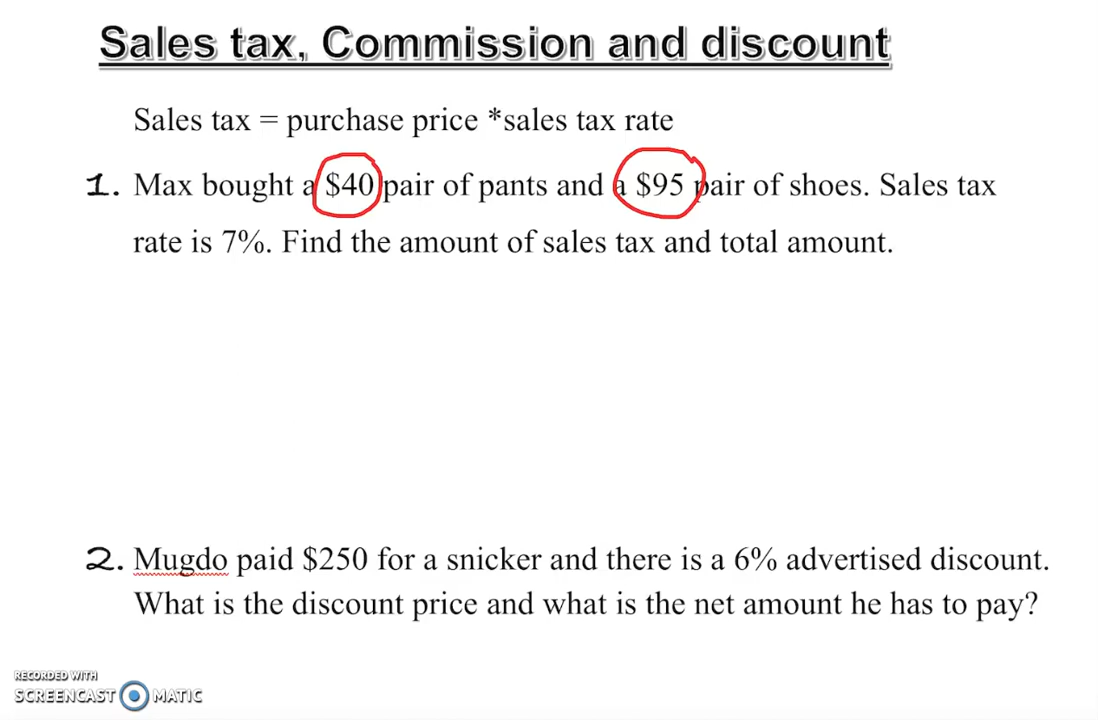 Sales tax, Commission and discount
Sales tax = purchase price *sales tax rate
1. Max bought a $40 pair of pants and a $95 pair of shoes. Sales tax
rate is 7%. Find the amount of sales tax and total amount.
2. Mugdo paid $250 for a snicker and there is a 6% advertised discount.
What is the discount price and what is the net amount he has to pay?
RECORDED WITH
SCREENCAST MATIC